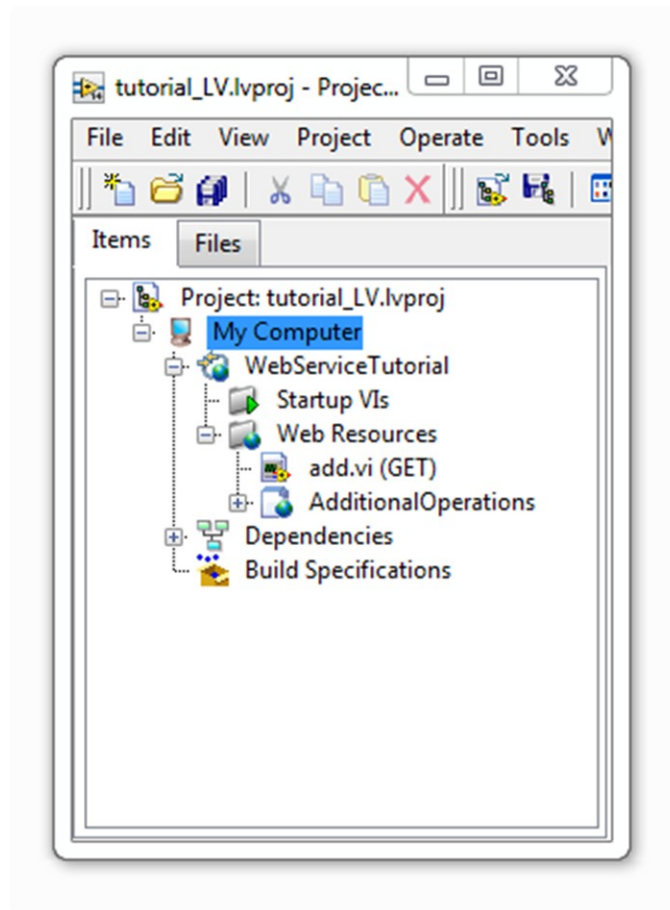 tutorial_LV.lvproj - Projec...
File Edit View Project Operate Tools W
Items Files
Project: tutorial_LV.lvproj
My Computer
WebServiceTutorial
Startup VIs
Web Resources
add.vi (GET)
AdditionalOperations
Dependencies
Build Specifications